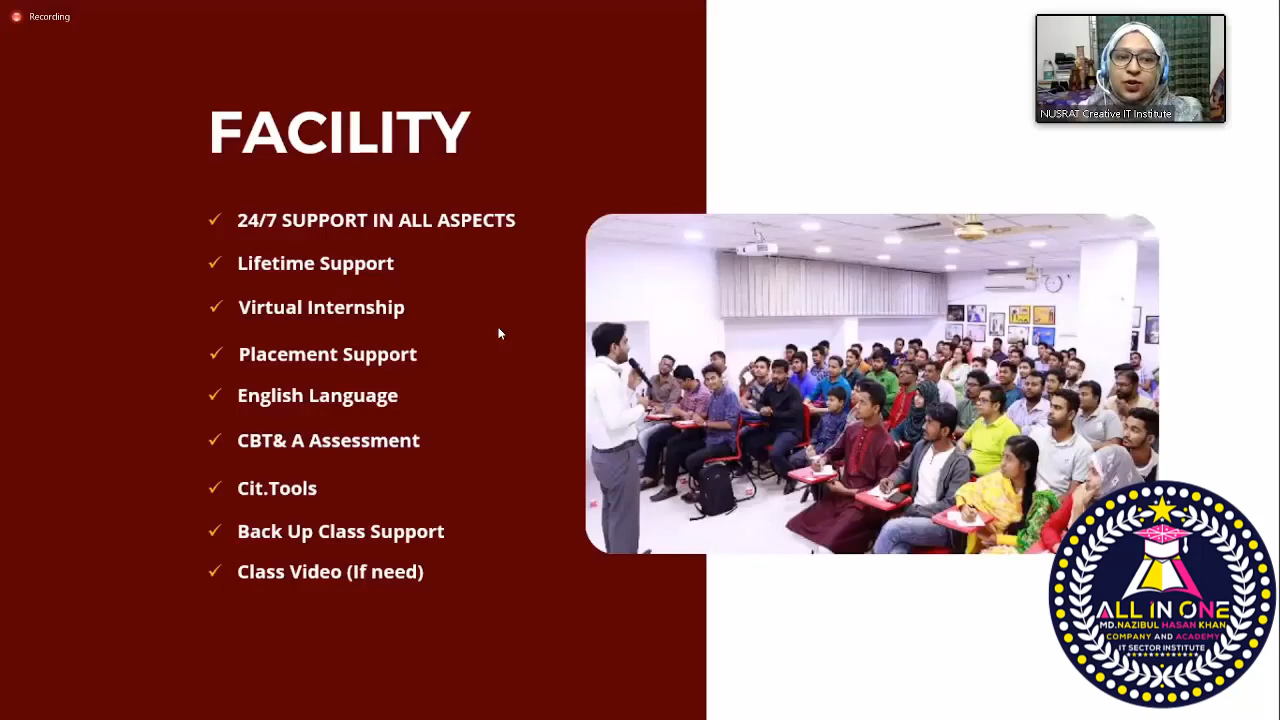 Recording
NUSRAT Creative IT Institute
FACILITY
✓ 24/7 SUPPORT IN ALL ASPECTS
✓ Lifetime Support
✓ Virtual Internship
✓ Placement Support
✓ English Language
✓ CBT& A Assessment
✓ Cit.Tools
✓ Back Up Class Support
✓ Class Video (If need)
ALL IN ONE
MD.NAZIBUL HASAN KHAN
COMPANY AND ACADEMY
IT SECTOR INSTITUTE